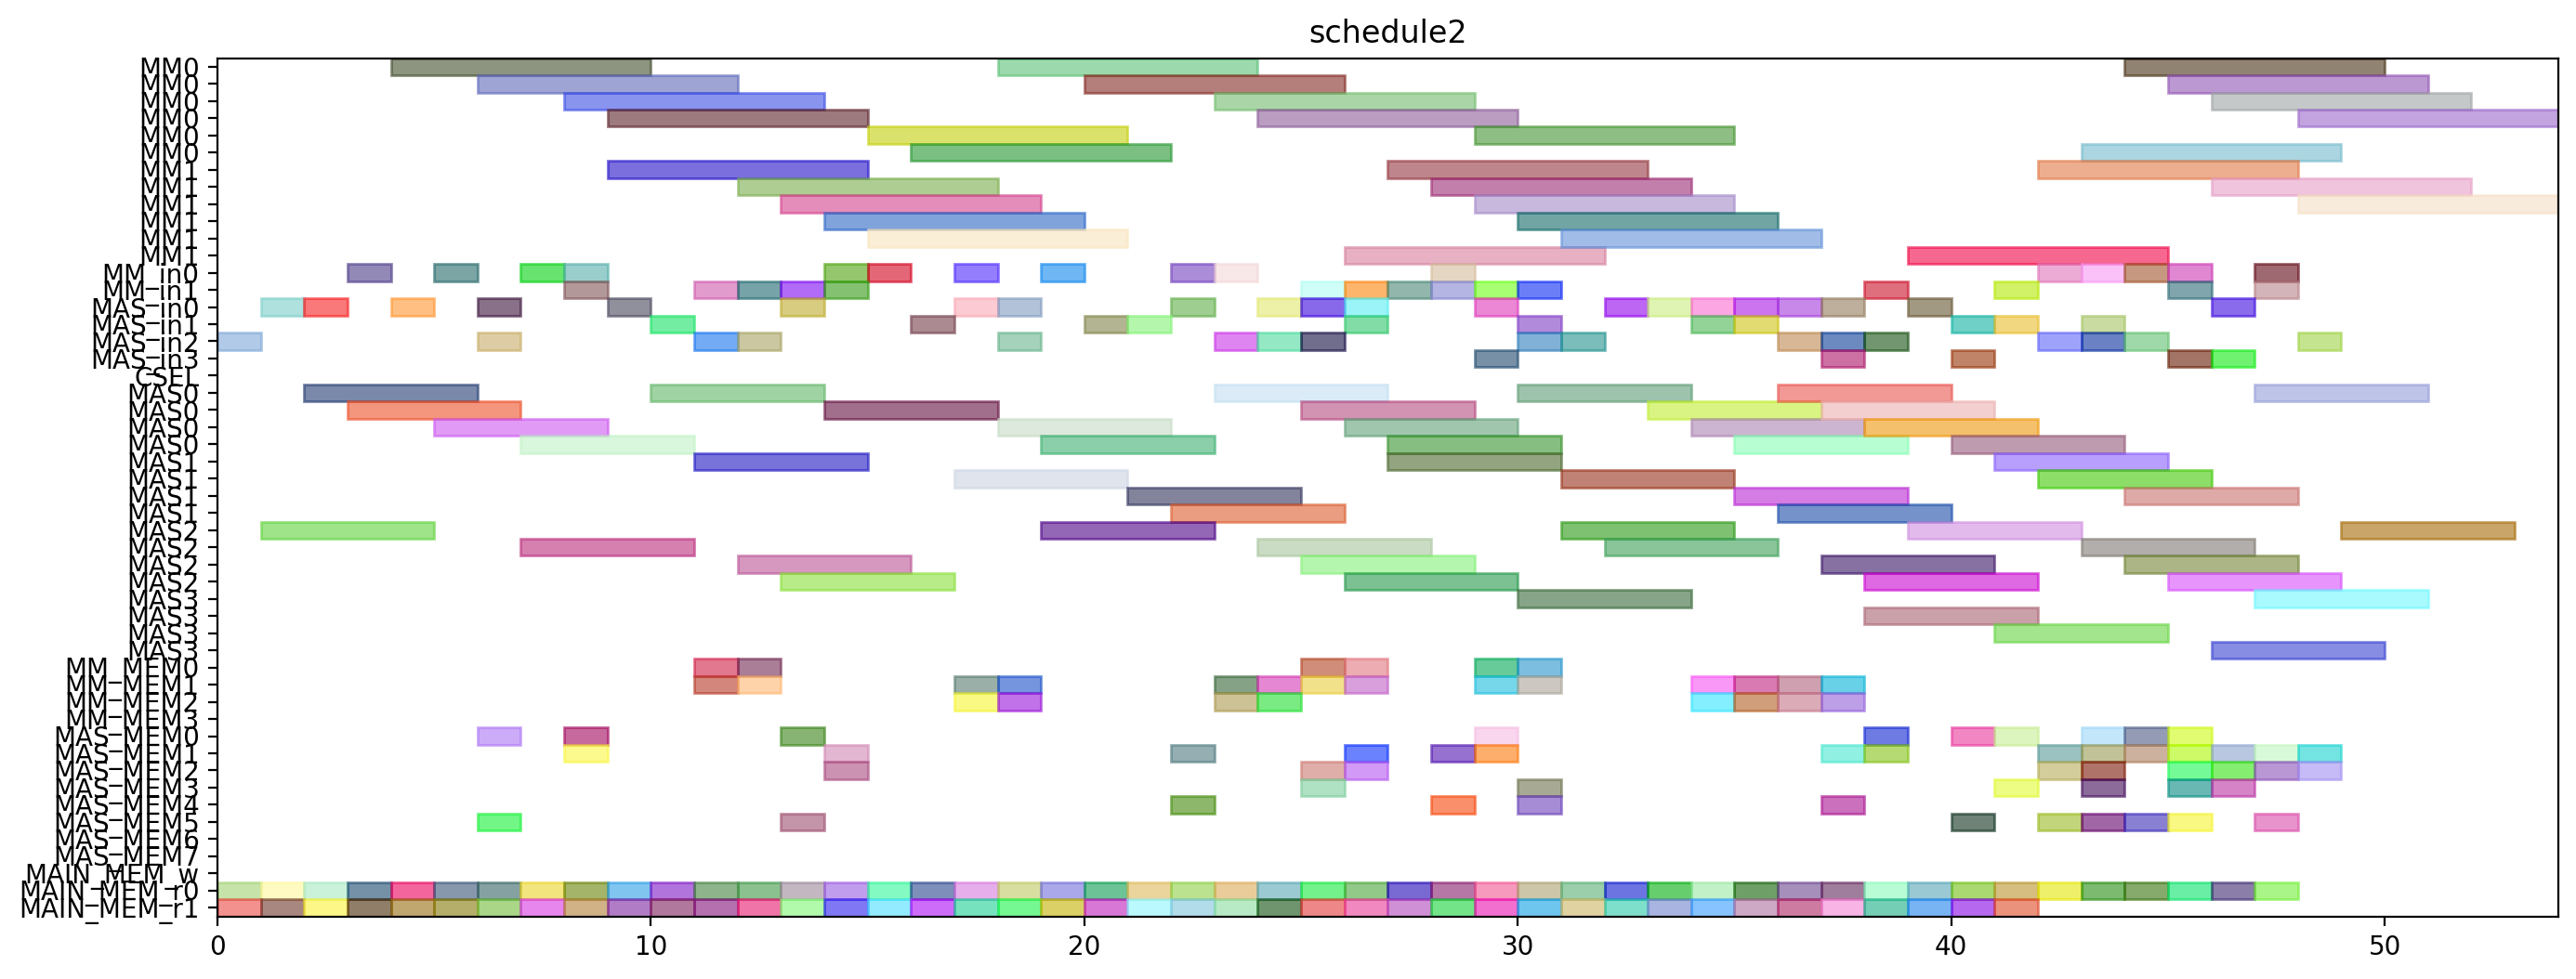 schedule2
MM0
MM0
MM0
MM0
MM0
MM0
MM1
MM1
MM1
MM1
MM1
MM1
MM_in0
MM_in1
MAS_in0
MAS_in1
MAS_in2
MAS_in3
CSEL
MAS0
MAS0
MAS0
MAS0
MAS1
MAS1
MAS1
MAS1
MAS2
MAS2
MAS2
MAS2
MAS3
MAS3
MAS3
MAS3
MM_MEM0
MM_MEM1
MM_MEM2
MM_MEM3
MAS_MEM0
MAS_MEM1
MAS_MEM2
MAS_MEM3
MAS_MEM4
MAS_MEM5
MAS_MEM6
MAS_MEM7
MAIN_MEM_w
MAIN_MEM_r0
MAIN_MEM_r1
0 10 20 30 40 50